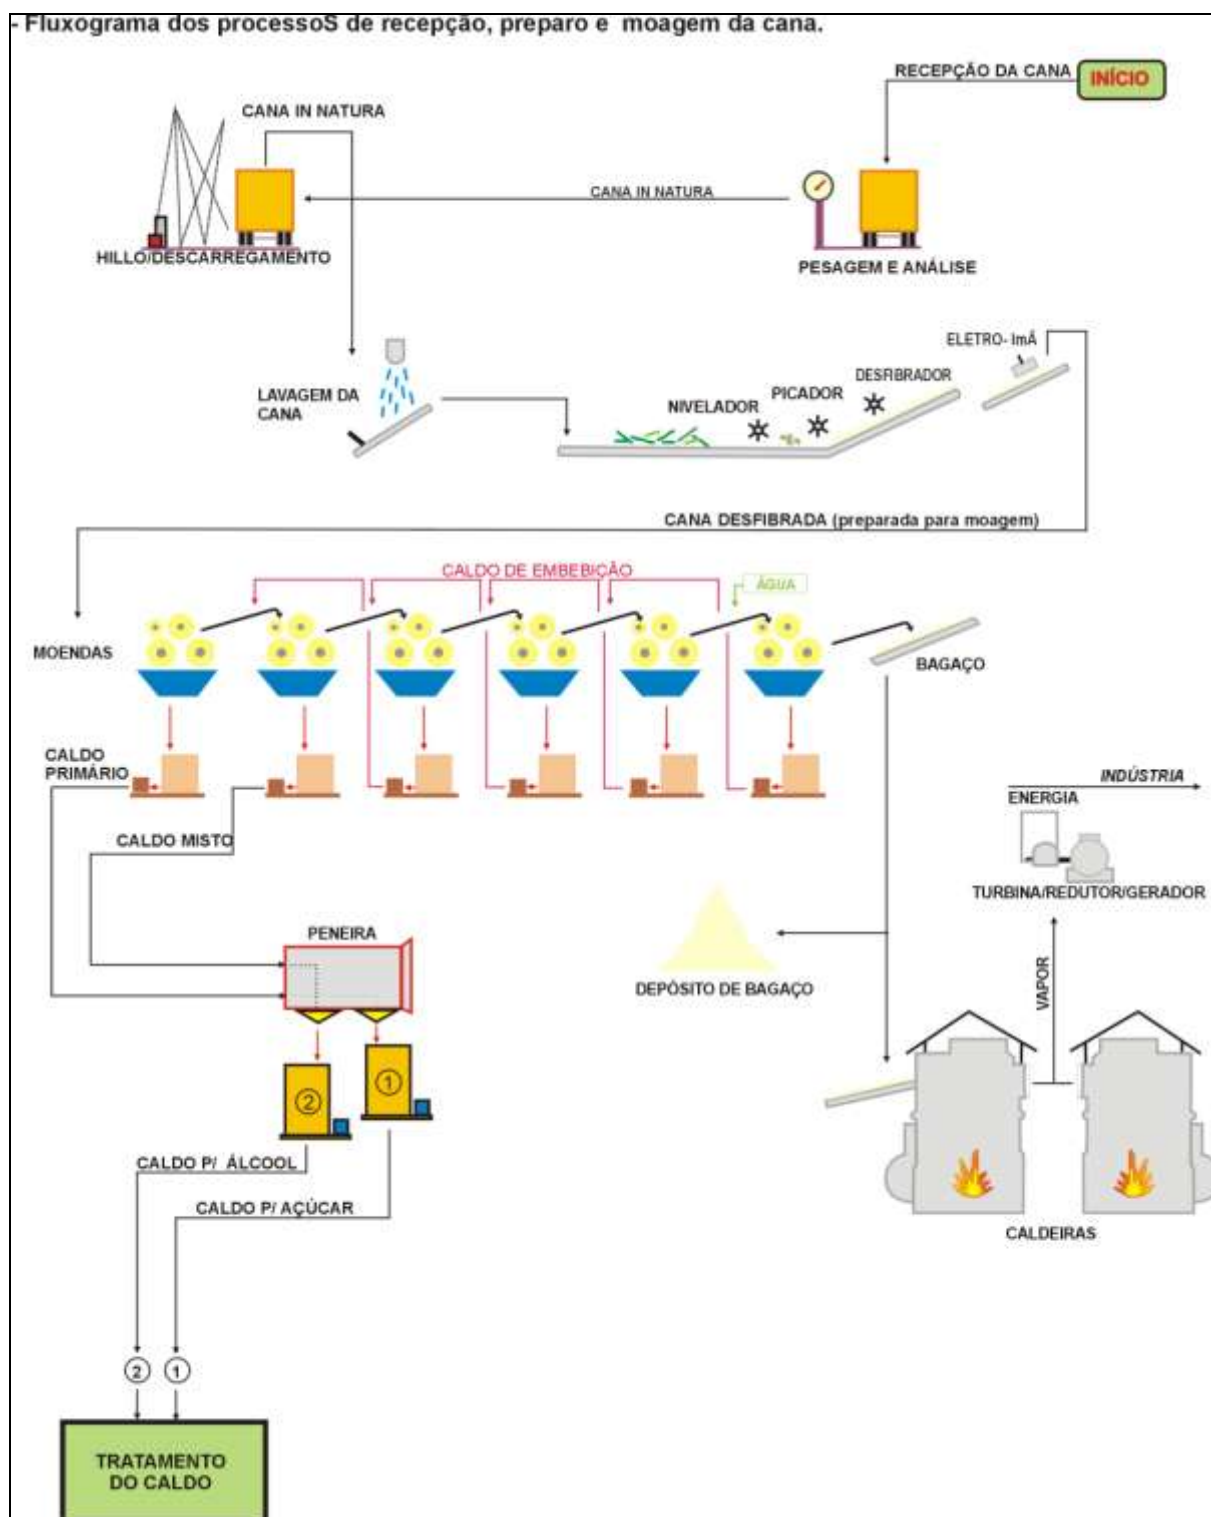 - Fluxograma dos processoS de recepção, preparo e moagem da cana.
RECEPÇÃO DA CANA
INÍCIO
CANA IN NATURA
CANA IN NATURA
HILLO/DESCARREGAMENTO
PESAGEM E ANÁLISE
ELETRO- ImÃ
DESFIBRADOR
PICADOR
NIVELADOR
LAVAGEM DA
CANA
CANA DESFIBRADA (preparada para moagem)
CALDO DE EMBEBIÇÃO
ÁGUA
MOENDAS
BAGAÇO
CALDO
PRIMÁRIO
INDÚSTRIA
ENERGIA
CALDO MISTO
TURBINA/REDUTOR/GERADOR
PENEIRA
DEPÓSITO DE BAGAÇO
VAPOR
1
2
CALDO P/ ÁLCOOL
CALDO P/ AÇÚCAR
CALDEIRAS
2
1
TRATAMENTO
DO CALDO